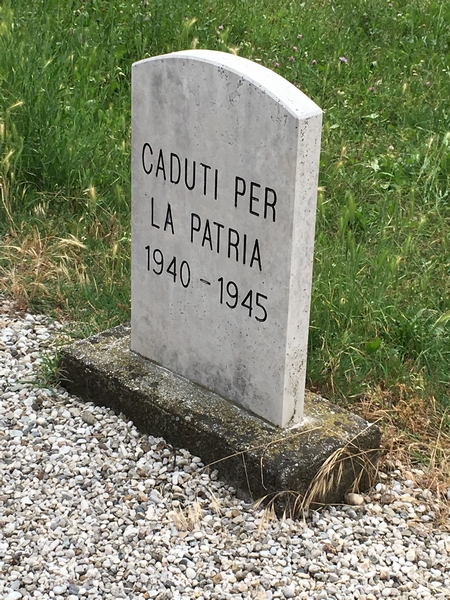 CADUTI PER
LA PATRIA
1940-1945